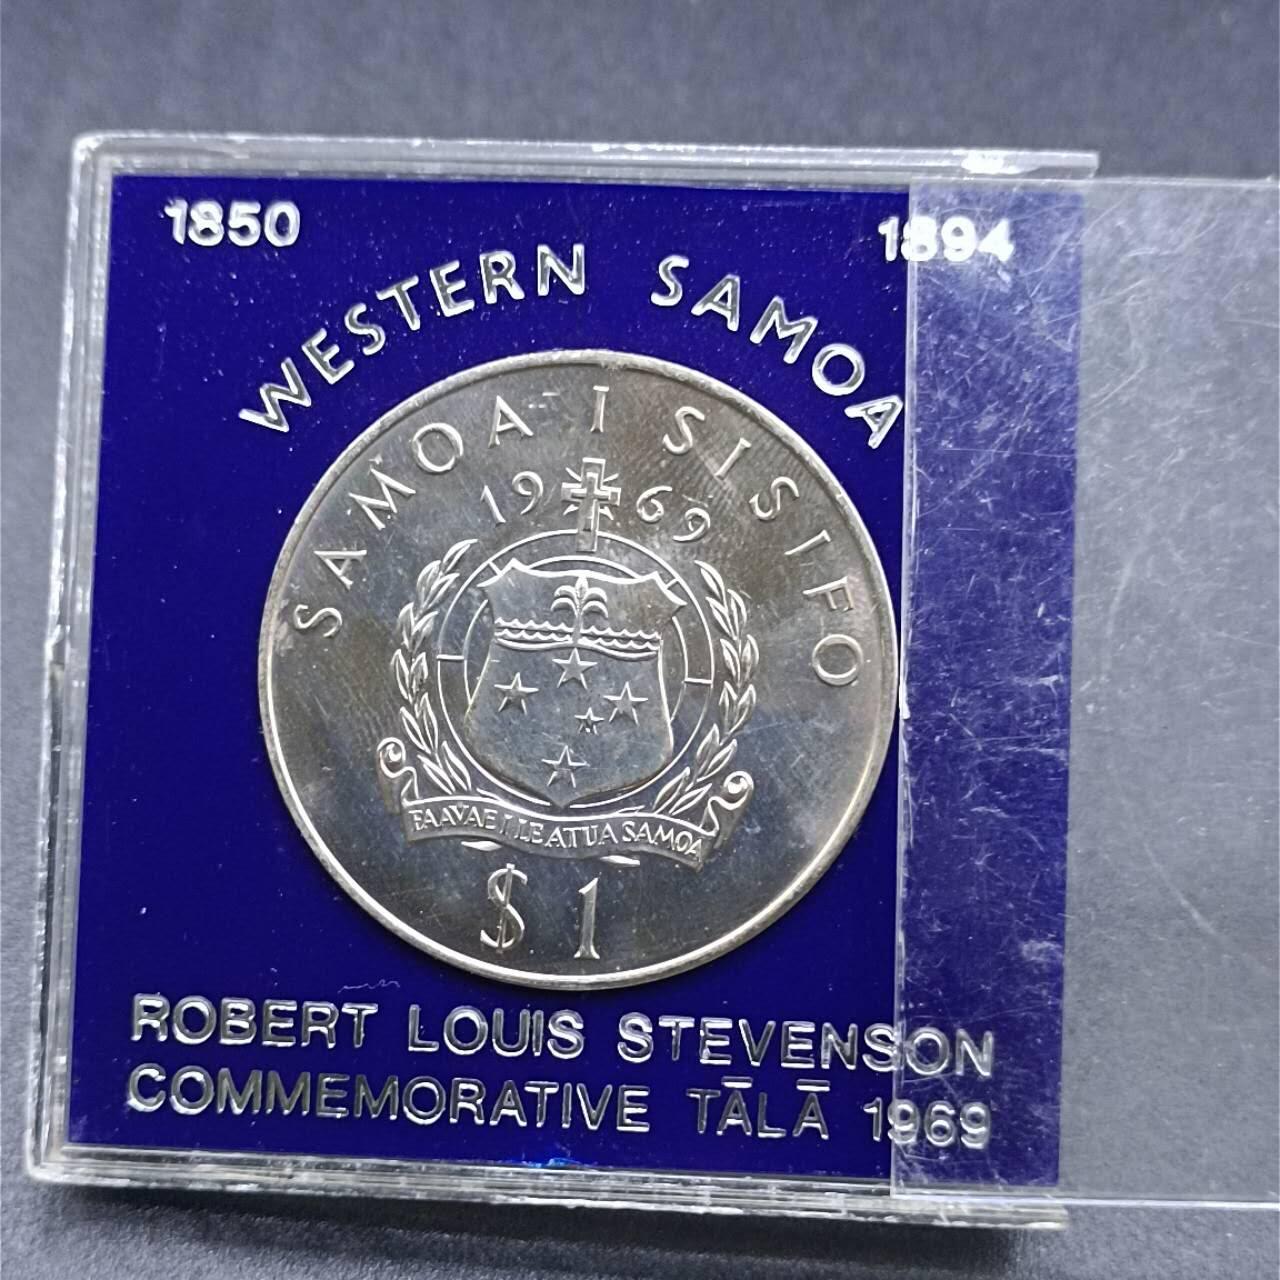 1850 1894
WESTERN SAMOA
SAMOA I SISIFO
1969
FAAVAE I LE ATUA SAMOA
$1
ROBERT LOUIS STEVENSON
COMMEMORATIVE TĀLĀ 1969